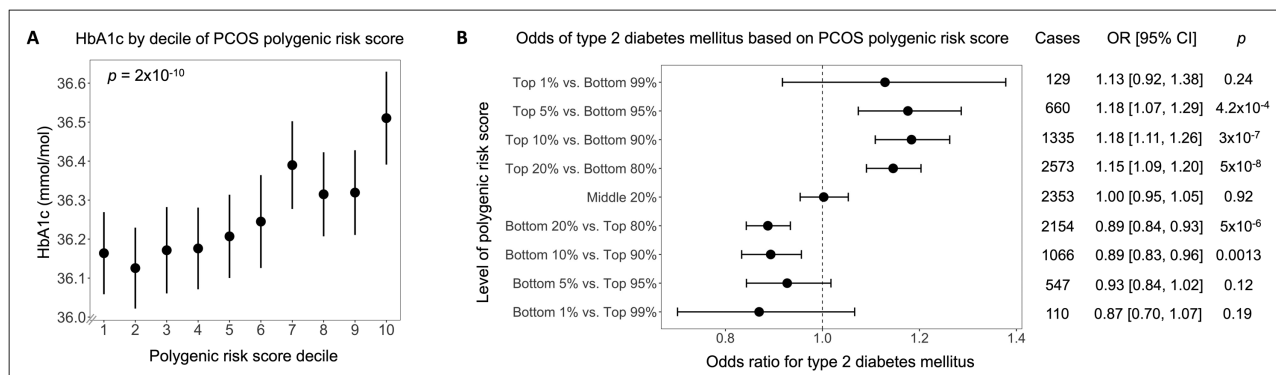 A HbA1c by decile of PCOS polygenic risk score
p = 2x10-10
HbA1c (mmol/mol)
36.6
36.5
36.4
36.3
36.2
36.1
36.0
1 2 3 4 5 6 7 8 9 10
Polygenic risk score decile
B Odds of type 2 diabetes mellitus based on PCOS polygenic risk score Cases OR [95% CI] p
Level of polygenic risk score
Top 1% vs. Bottom 99% 129 1.13 [0.92, 1.38] 0.24
Top 5% vs. Bottom 95% 660 1.18 [1.07, 1.29] 4.2x10-4
Top 10% vs. Bottom 90% 1335 1.18 [1.11, 1.26] 3x10-7
Top 20% vs. Bottom 80% 2573 1.15 [1.09, 1.20] 5x10-8
Middle 20% 2353 1.00 [0.95, 1.05] 0.92
Bottom 20% vs. Top 80% 2154 0.89 [0.84, 0.93] 5x10-6
Bottom 10% vs. Top 90% 1066 0.89 [0.83, 0.96] 0.0013
Bottom 5% vs. Top 95% 547 0.93 [0.84, 1.02] 0.12
Bottom 1% vs. Top 99% 110 0.87 [0.70, 1.07] 0.19
0.8 1.0 1.2 1.4
Odds ratio for type 2 diabetes mellitus